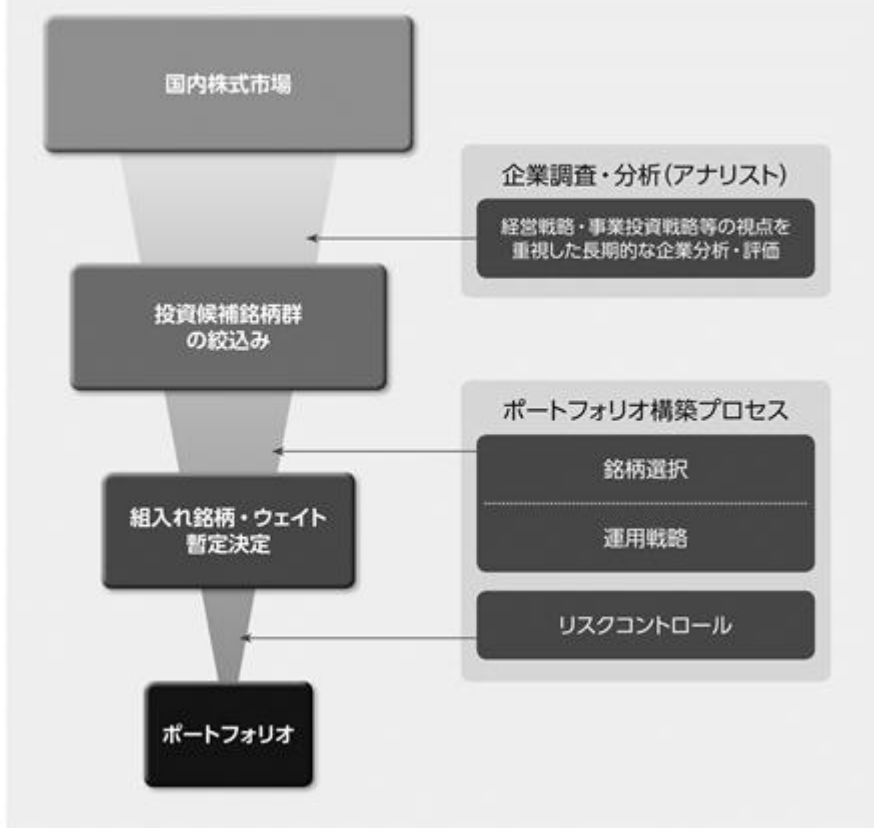 国内株式市場
企業調査・分析(アナリスト)
経営戦略・事業投資戦略等の視点を
重視した長期的な企業分析・評価
投資候補銘柄群
の絞込み
ポートフォリオ構築プロセス
銘柄選択
運用戦略
組入れ銘柄・ウェイト
暫定決定
リスクコントロール
ポートフォリオ